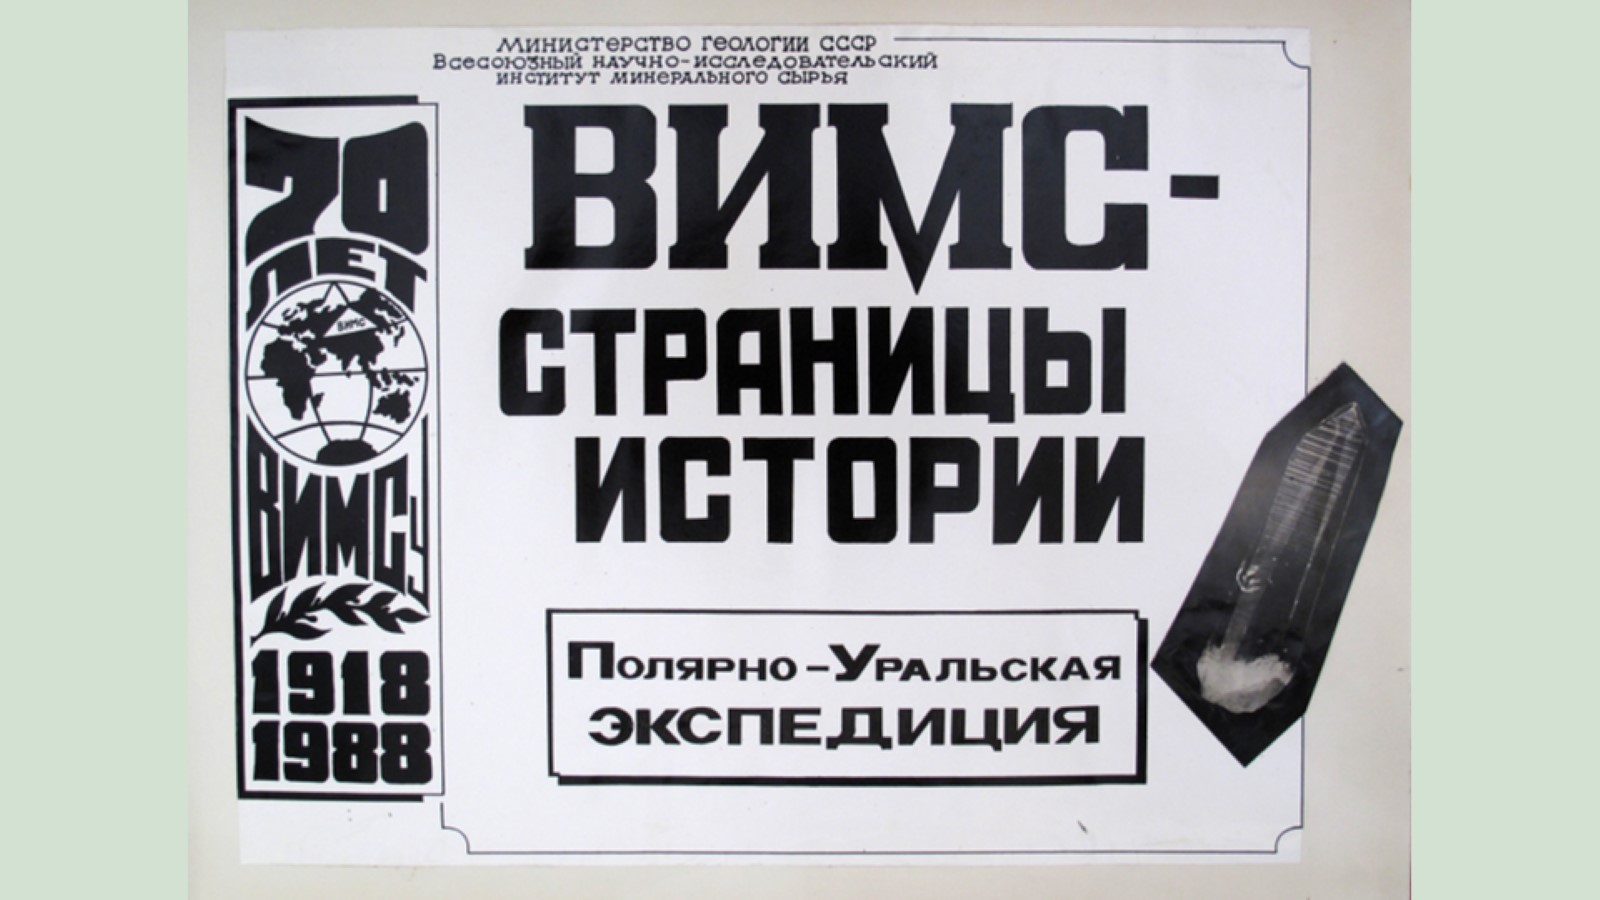 Министерство геологии СССР
Всесоюзный научно-исследовательский
институт минерального сырья
70
ЛЕТ
ВИМС
ВИМСу
1918
1988
ВИМС-
СТРАНИЦЫ
ИСТОРИИ
Полярно-Уральская
экспедиция